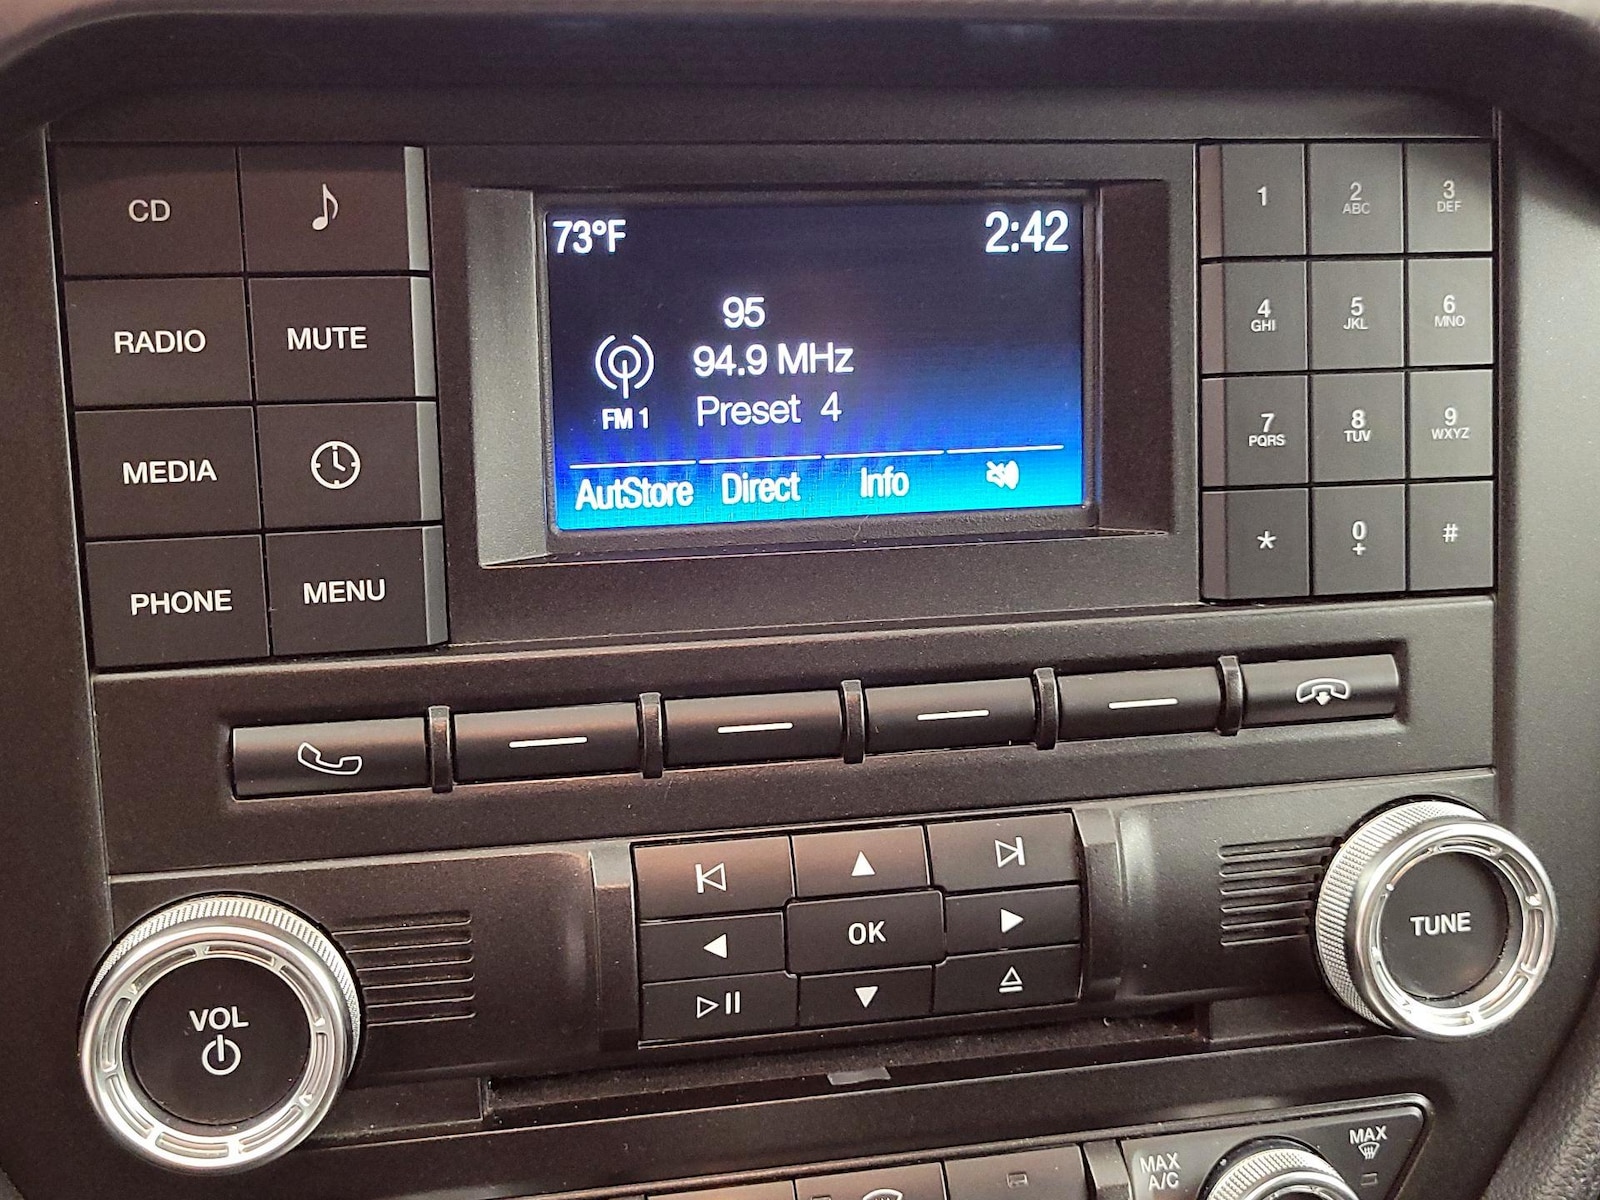 CD
RADIO
MUTE
MEDIA
PHONE
MENU
73°F
2:42
95
94.9 MHz
FM 1
Preset 4
AutStore Direct Info
1
2
ABC
3
DEF
4
GHI
5
JKL
6
MNO
7
PQRS
8
TUV
9
WXYZ
*
0
+
#
OK
VOL
TUNE
MAX
A/C
MAX